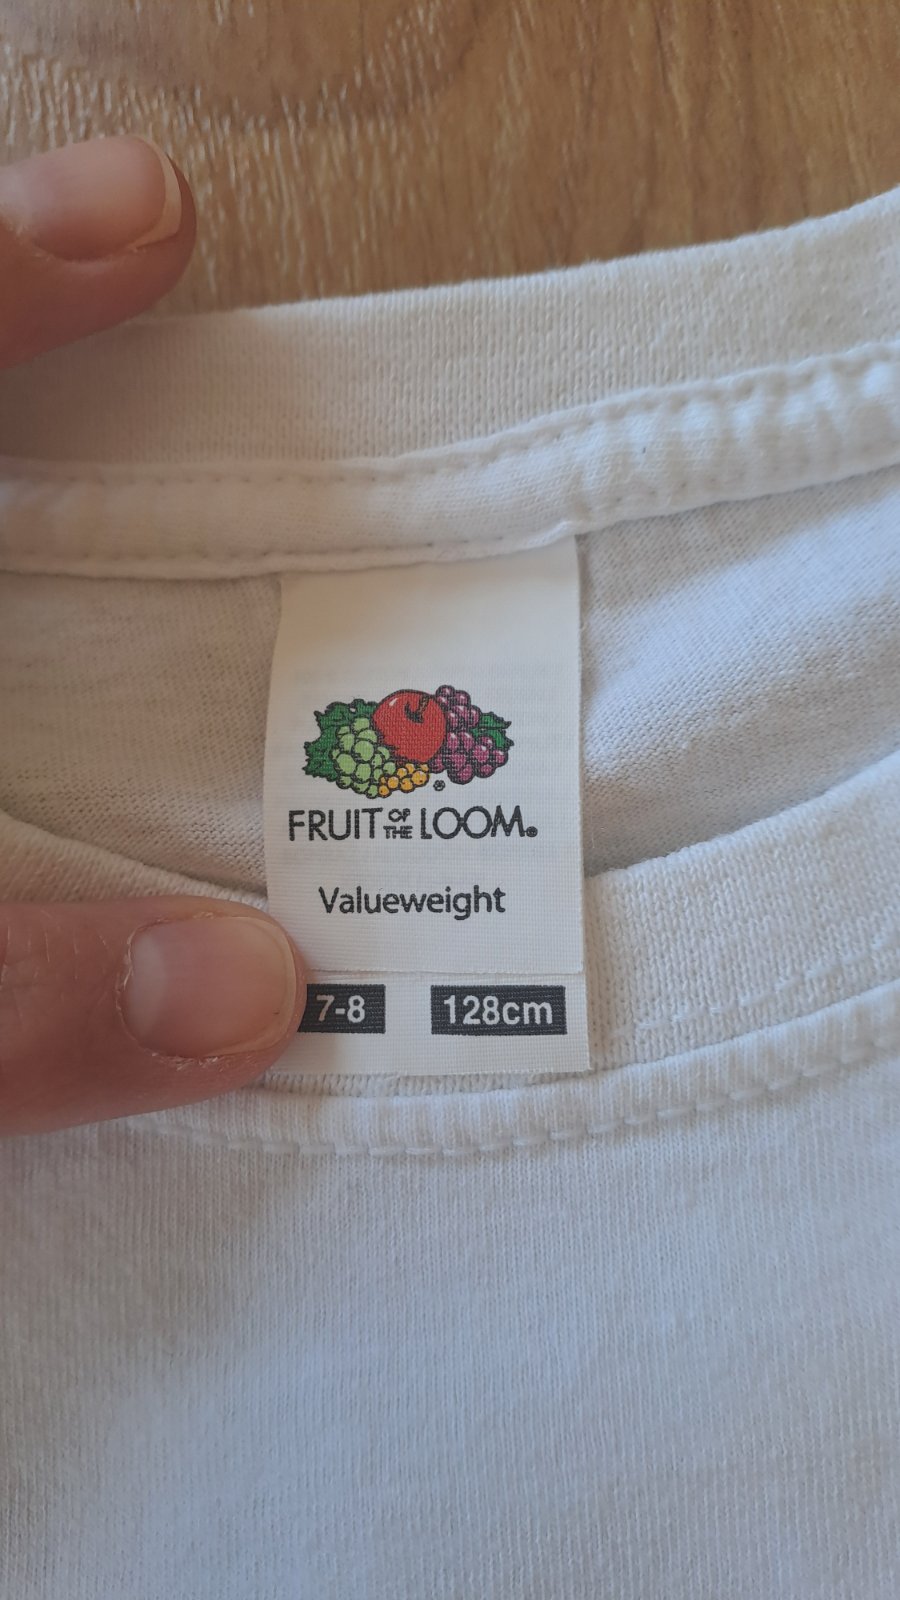 FRUIT OF THE LOOM®
Valueweight
7-8 128cm